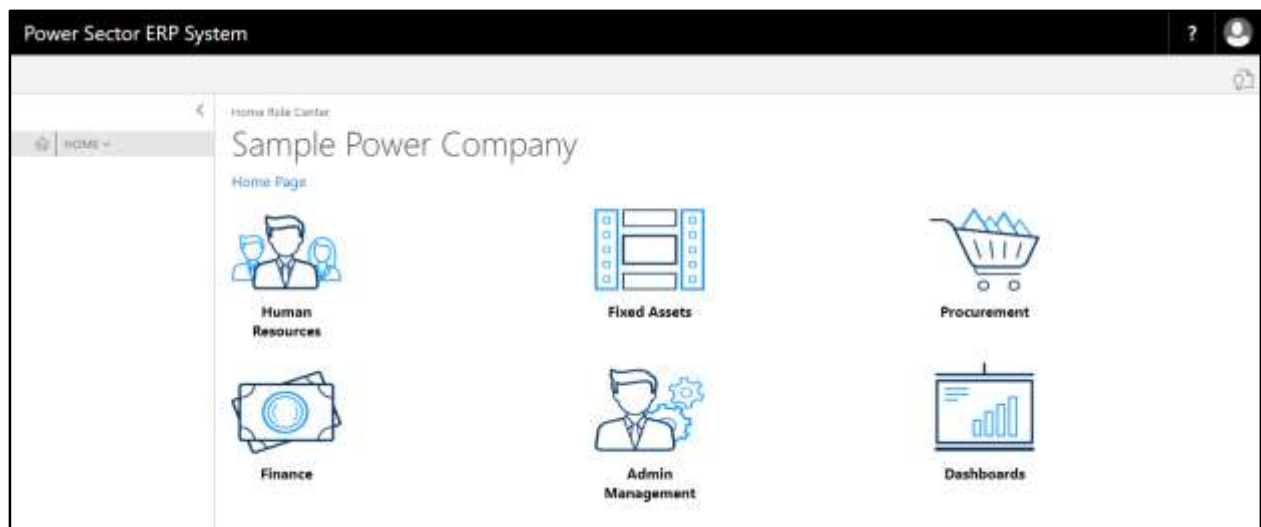 Power Sector ERP System
?
HOME
Home Role Center
Sample Power Company
Home Page
Human
Resources
Fixed Assets
Procurement
Finance
Admin
Management
Dashboards